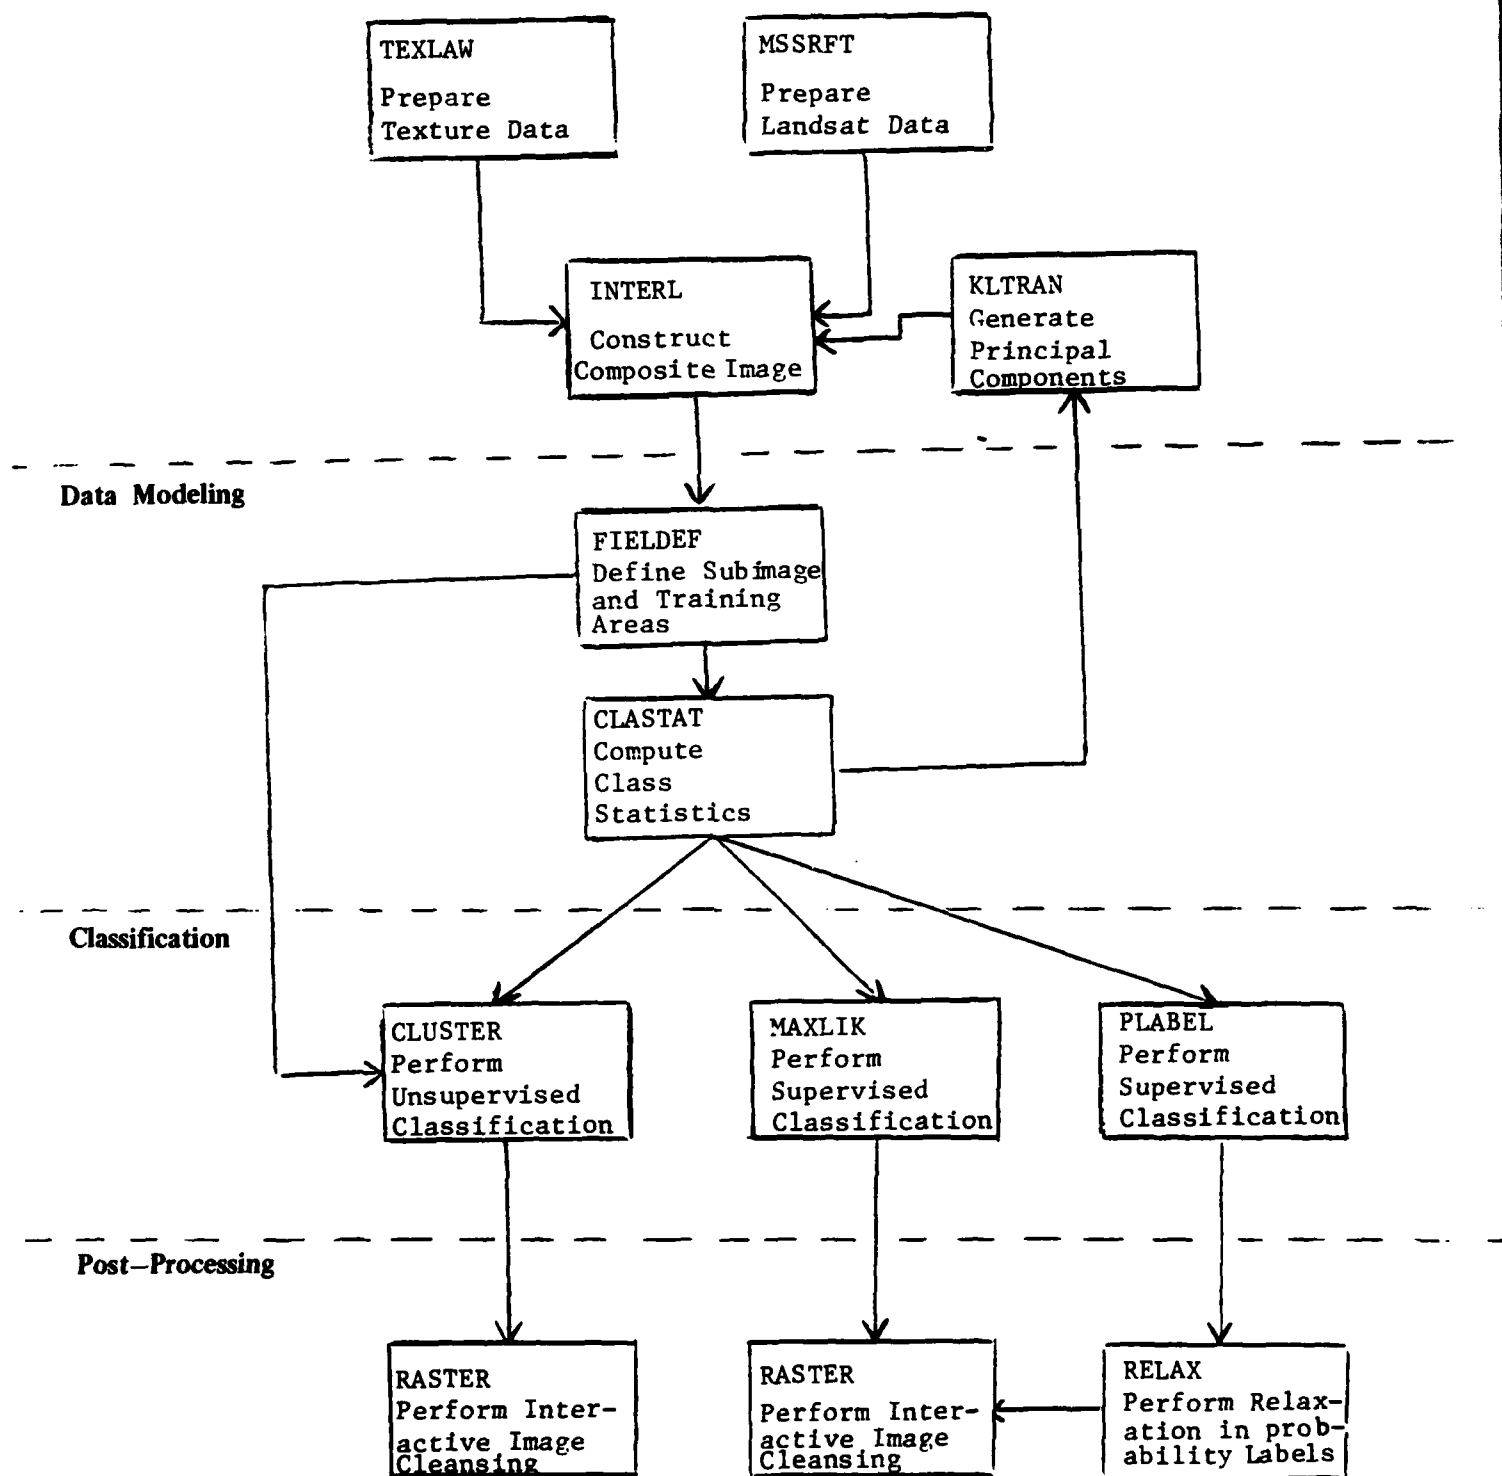 TEXLAW
Prepare
Texture Data
MSSRFT
Prepare
Landsat Data
INTERL
Construct
Composite Image
KLTRAN
Generate
Principal
Components
Data Modeling
FIELDEF
Define Subimage
and Training
Areas
CLASTAT
Compute
Class
Statistics
Classification
CLUSTER
Perform
Unsupervised
Classification
MAXLIK
Perform
Supervised
Classification
PLABEL
Perform
Supervised
Classification
Post-Processing
RASTER
Perform Inter-
active Image
Cleansing
RASTER
Perform Inter-
active Image
Cleansing
RELAX
Perform Relax-
ation in prob-
ability Labels